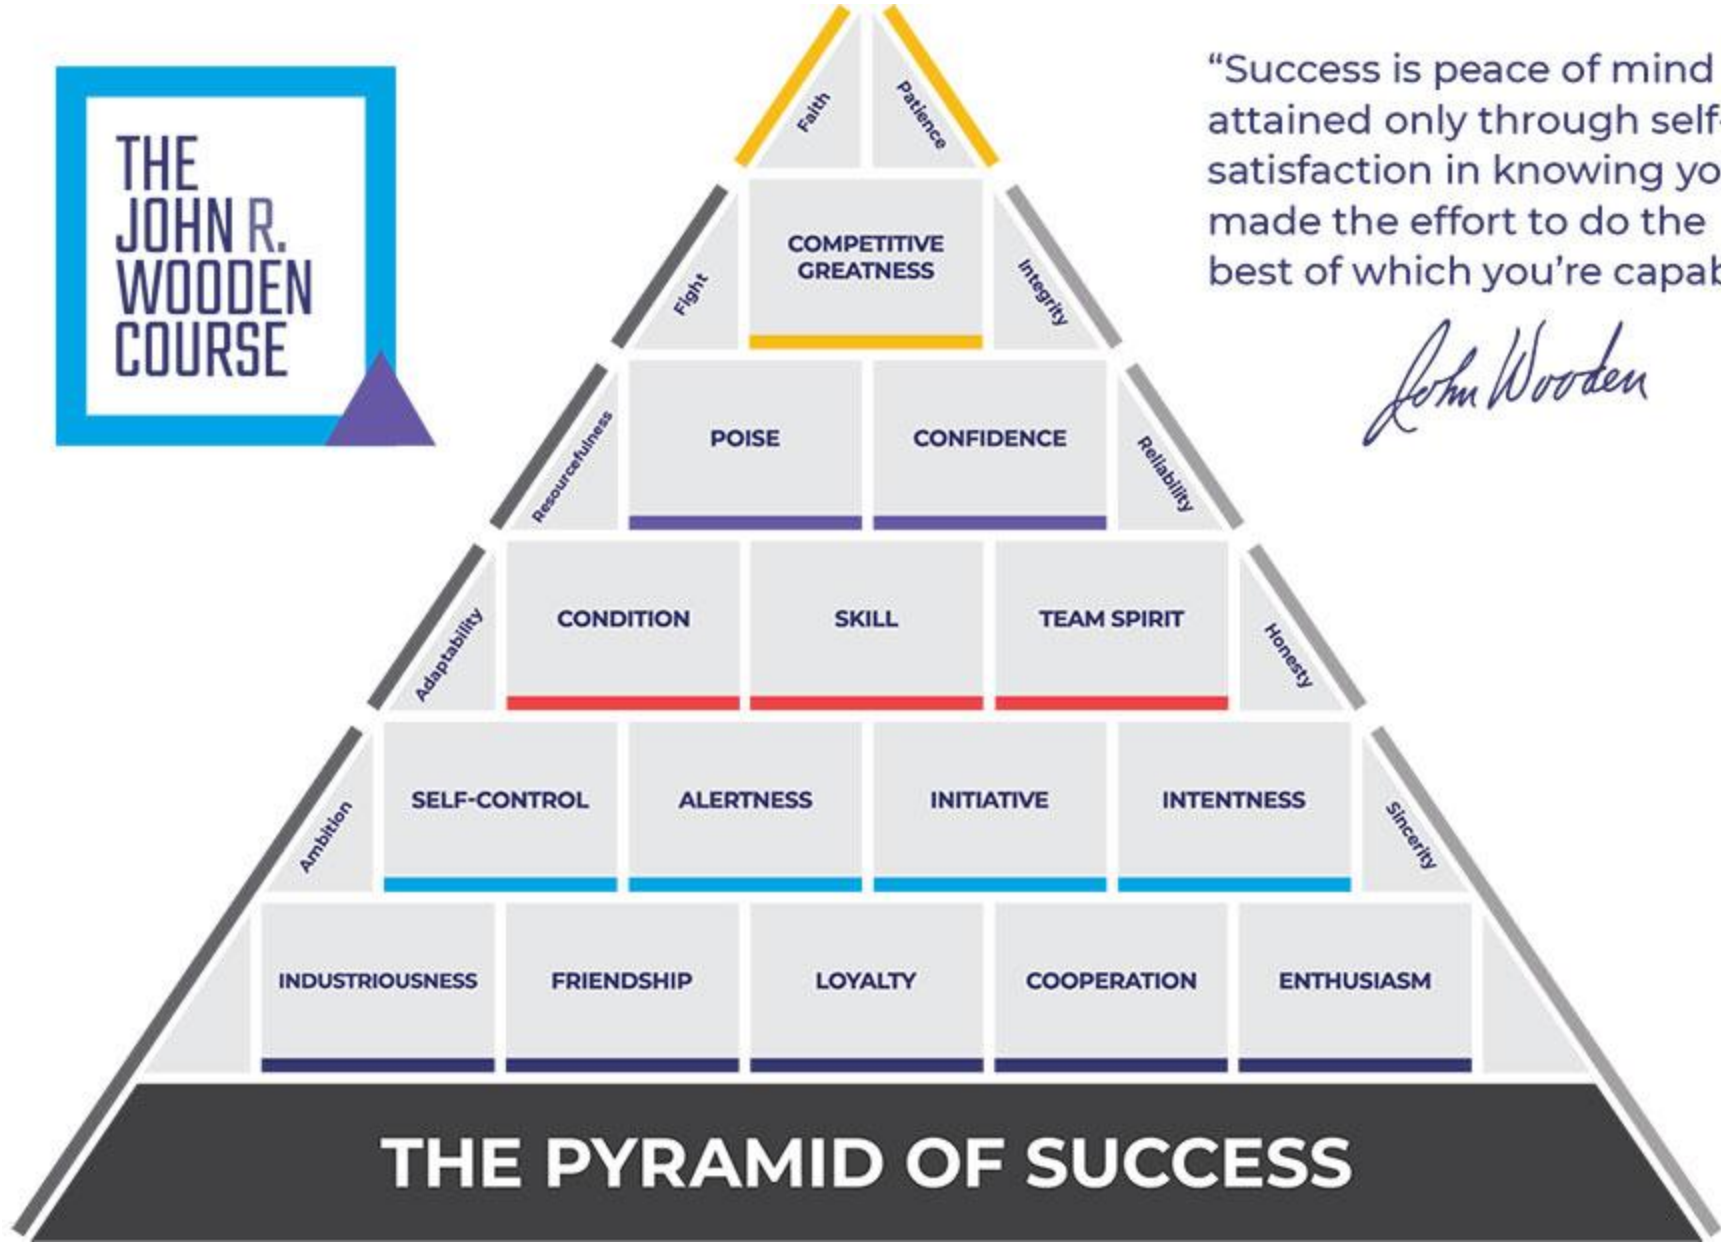 THE
JOHN R.
WOODEN
COURSE
“Success is peace of mind
attained only through self-
satisfaction in knowing yo
made the effort to do the
best of which you’re capab
John Wooden
Faith
Patience
Fight
COMPETITIVE
GREATNESS
Integrity
Resourcefulness
POISE
CONFIDENCE
Reliability
Adaptability
CONDITION
SKILL
TEAM SPIRIT
Honesty
Ambition
SELF-CONTROL
ALERTNESS
INITIATIVE
INTENTNESS
Sincerity
INDUSTRIOUSNESS
FRIENDSHIP
LOYALTY
COOPERATION
ENTHUSIASM
THE PYRAMID OF SUCCESS